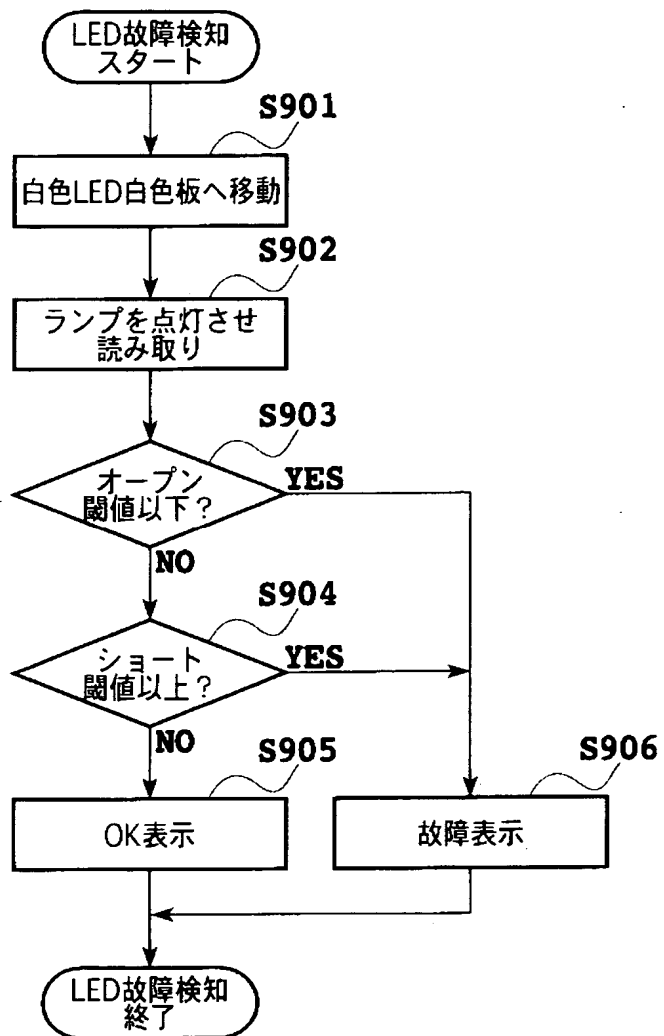 LED故障検知
スタート
S901
白色LED白色板へ移動
S902
ランプを点灯させ
読み取り
S903
オープン
閾値以下？
YES
NO
S904
ショート
閾値以上？
YES
NO
S905
OK表示
S906
故障表示
LED故障検知
終了